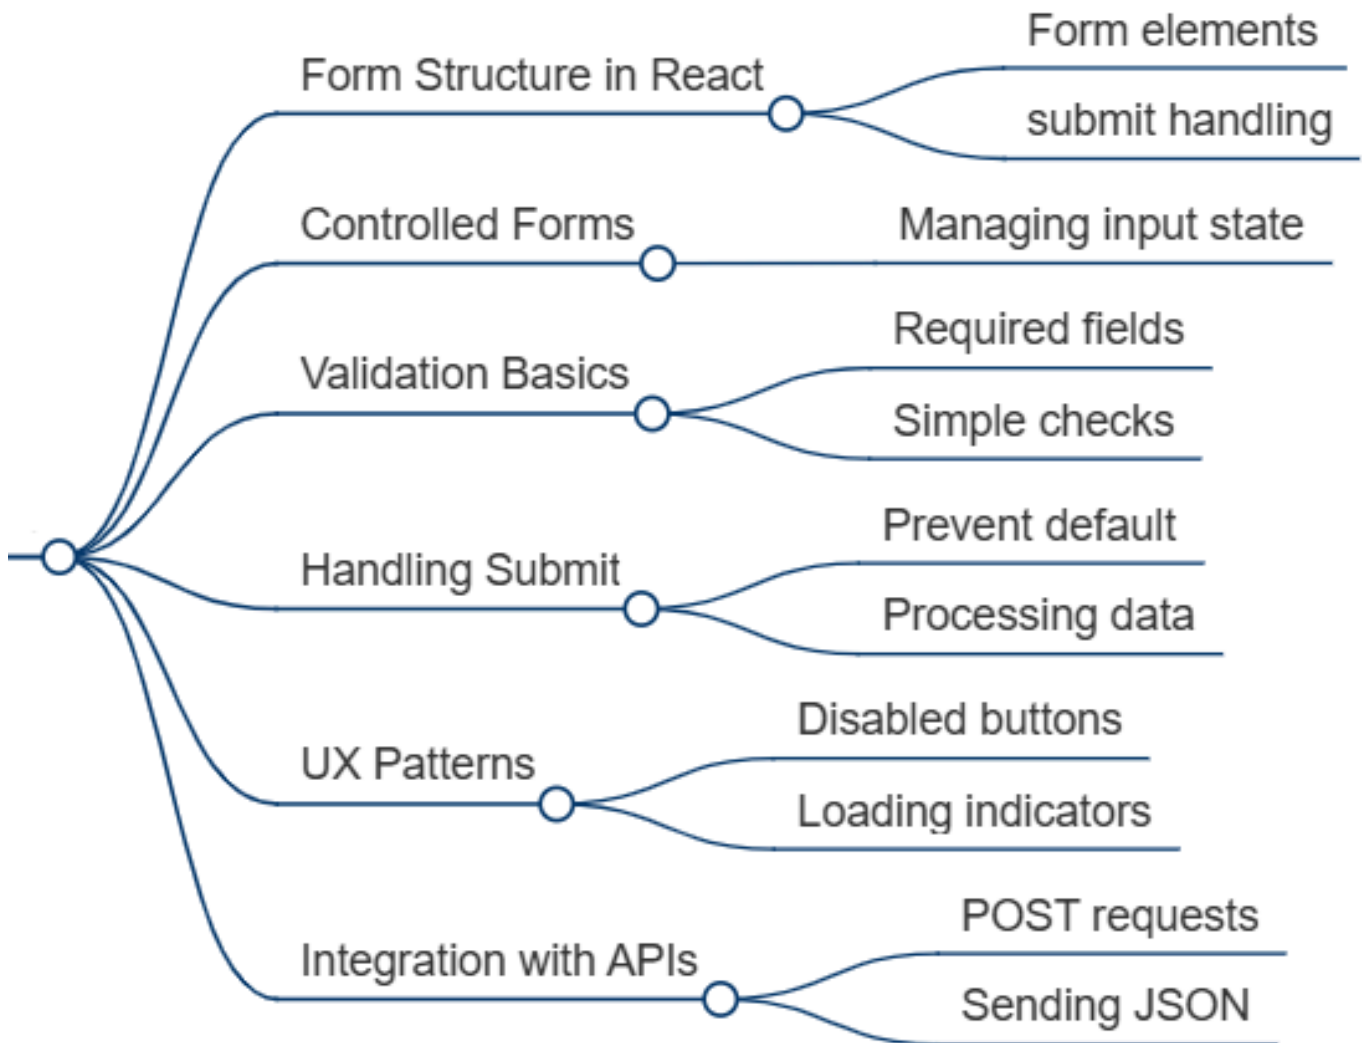 Form Structure in React
Form elements
submit handling
Controlled Forms
Managing input state
Validation Basics
Required fields
Simple checks
Handling Submit
Prevent default
Processing data
UX Patterns
Disabled buttons
Loading indicators
Integration with APIs
POST requests
Sending JSON